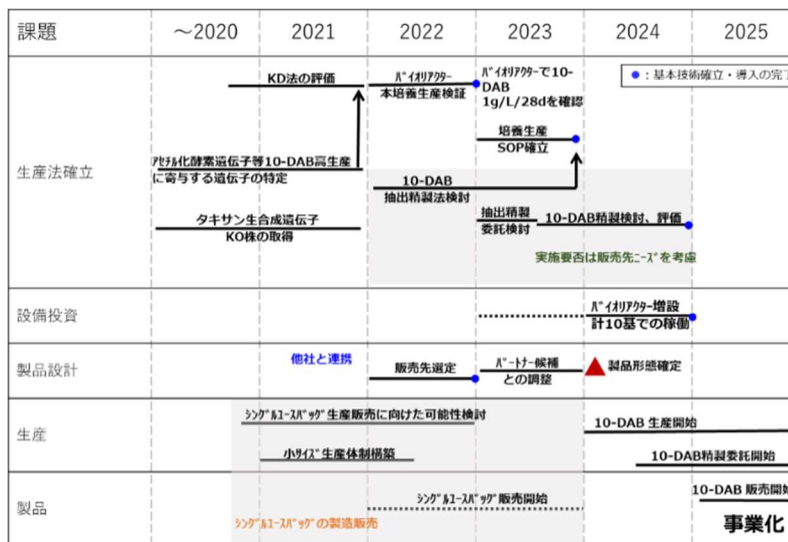 課題
～2020
2021
2022
2023
2024
2025
●：基本技術確立・導入の完了
生産法確立
KD法の評価
ﾊﾞｲｵﾘｱｸﾀｰ
本培養生産検証
ﾊﾞｲｵﾘｱｸﾀｰで10-
DAB
1g/L/28dを確認
培養生産
SOP確立
ｱｾﾁﾙ化酵素遺伝子等10-DAB高生産
に寄与する遺伝子の特定
10-DAB
抽出精製法検討
タキサン生合成遺伝子
KO株の取得
抽出精製
委託検討
10-DAB精製検討、評価
実施要否は販売先ﾆｰｽﾞを考慮
設備投資
ﾊﾞｲｵﾘｱｸﾀｰ増設
計10基での稼働
製品設計
他社と連携
販売先選定
ﾊﾟｰﾄﾅｰ候補
との調整
製品形態確定
生産
ｼﾝｸﾞﾙﾕｰｽﾊﾞｯｸﾞ生産販売に向けた可能性検討
小ｻｲｽﾞ生産体制構築
10-DAB 生産開始
10-DAB精製委託開始
製品
ｼﾝｸﾞﾙﾕｰｽﾊﾞｯｸﾞ販売開始
ｼﾝｸﾞﾙﾕｰｽﾊﾞｯｸﾞの製造販売
10-DAB 販売開始
事業化